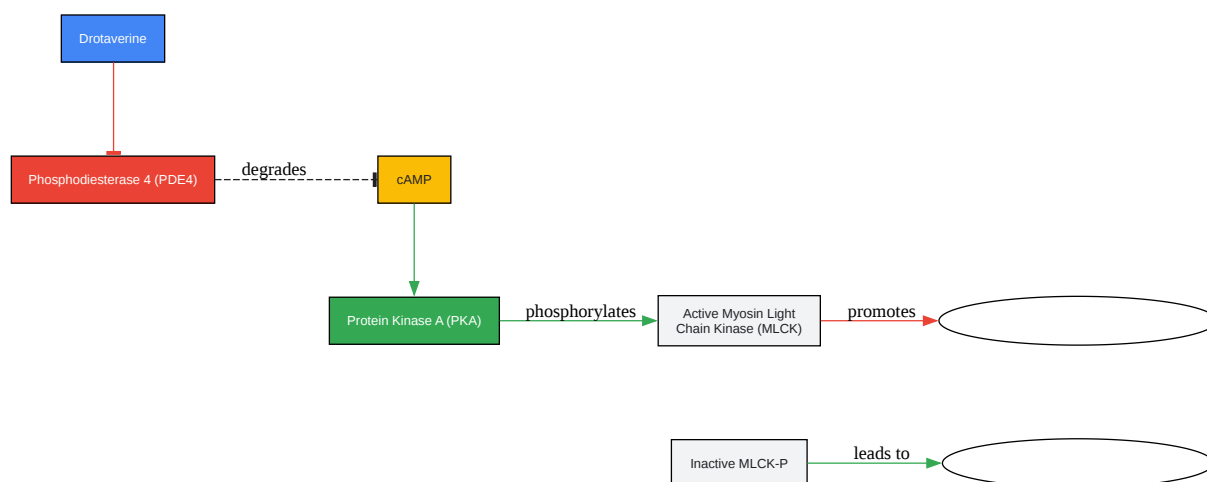 Drotaverine
Phosphodiesterase 4 (PDE4)
degrades
cAMP
Protein Kinase A (PKA)
phosphorylates
Active Myosin Light
Chain Kinase (MLCK)
promotes
Inactive MLCK-P
leads to